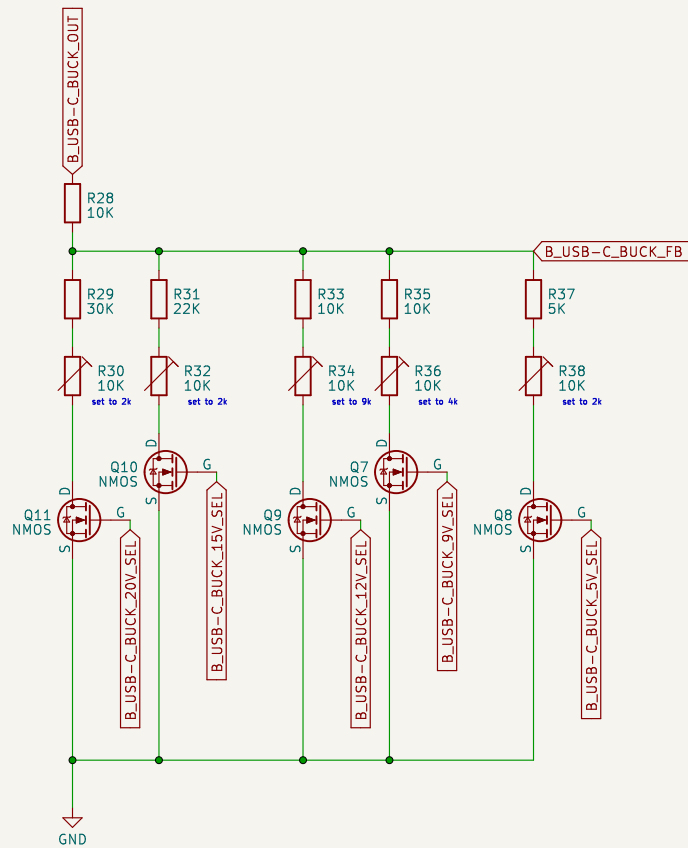 B_USB-C_BUCK_OUT
R28
10K
B_USB-C_BUCK_FB
R29
30K
R31
22K
R33
10K
R35
10K
R37
5K
R30
10K
set to 2k
R32
10K
set to 2k
R34
10K
set to 9k
R36
10K
set to 4k
R38
10K
set to 2k
D
Q10
NMOS
G
S
D
Q7
NMOS
G
S
D
Q11
NMOS
G
S
D
Q9
NMOS
G
S
D
Q8
NMOS
G
S
B_USB-C_BUCK_20V_SEL
B_USB-C_BUCK_15V_SEL
B_USB-C_BUCK_12V_SEL
B_USB-C_BUCK_9V_SEL
B_USB-C_BUCK_5V_SEL
GND